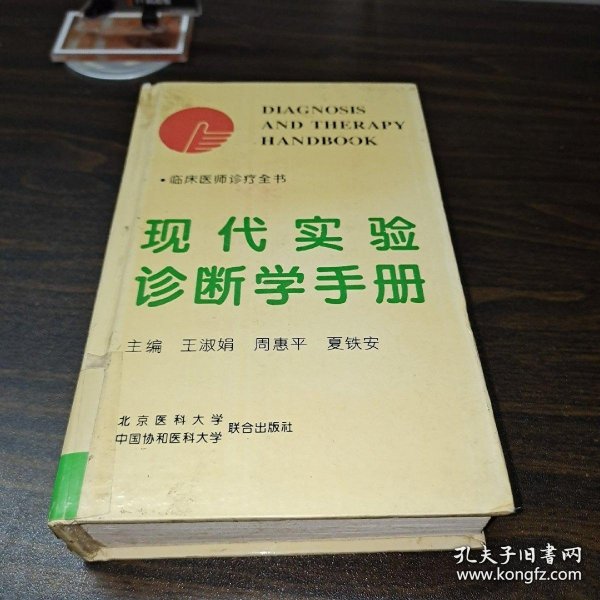 DIAGNOSIS
AND THERAPY
HANDBOOK
·临床医师诊疗全书
现代实验
诊断学手册
主编 王淑娟 周惠平 夏铁安
北京医科大学
中国协和医科大学
联合出版社
孔夫子旧书网
www.kongfz.com